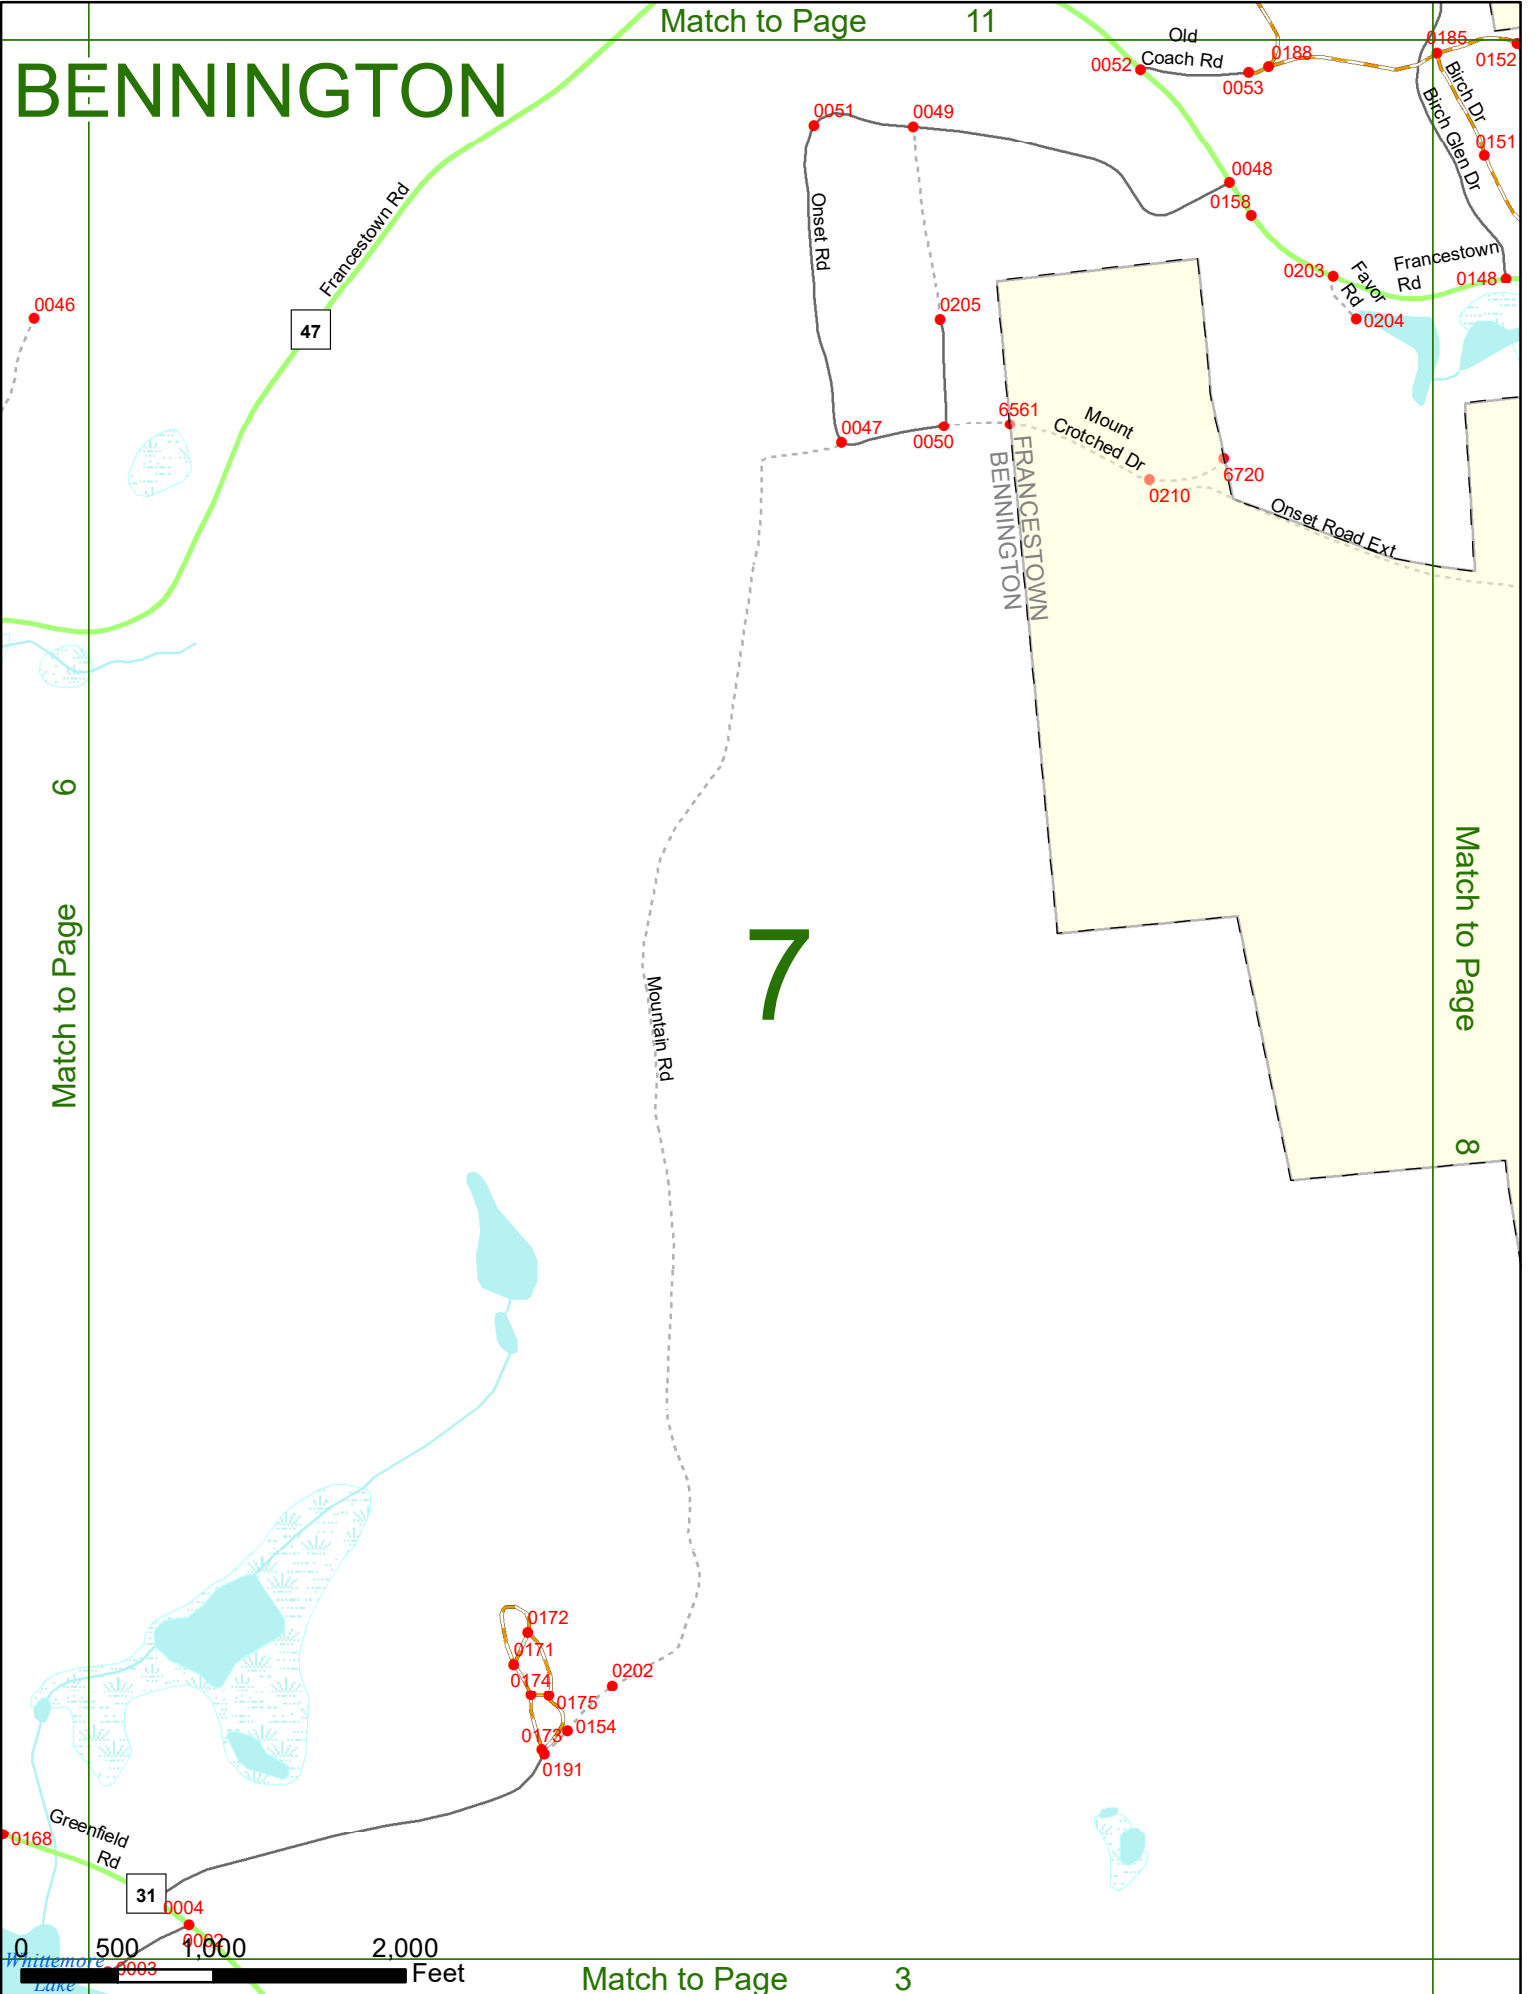 Match to Page 11
BENNINGTON
Old
Coach Rd
0052
0053
0188
0185
0152
Birch Dr
Birch Glen Dr
0151
0051
0049
0048
0158
Onset Rd
Francestown Rd
47
0046
0203
Favor
Rd
0204
Francestown
Rd
0148
0205
0047
0050
6561
Mount
Crotched Dr
0210
6720
Onset Road Ext
FRANCESTOWN
BENNINGTON
Match to Page 6
Match to Page 8
7
Mountain Rd
0172
0171
0174
0175
0202
0154
0173
0191
0168
Greenfield
Rd
31
0004
0002
0003
Whittemore
Lake
0 500 1,000 2,000
Feet
Match to Page 3